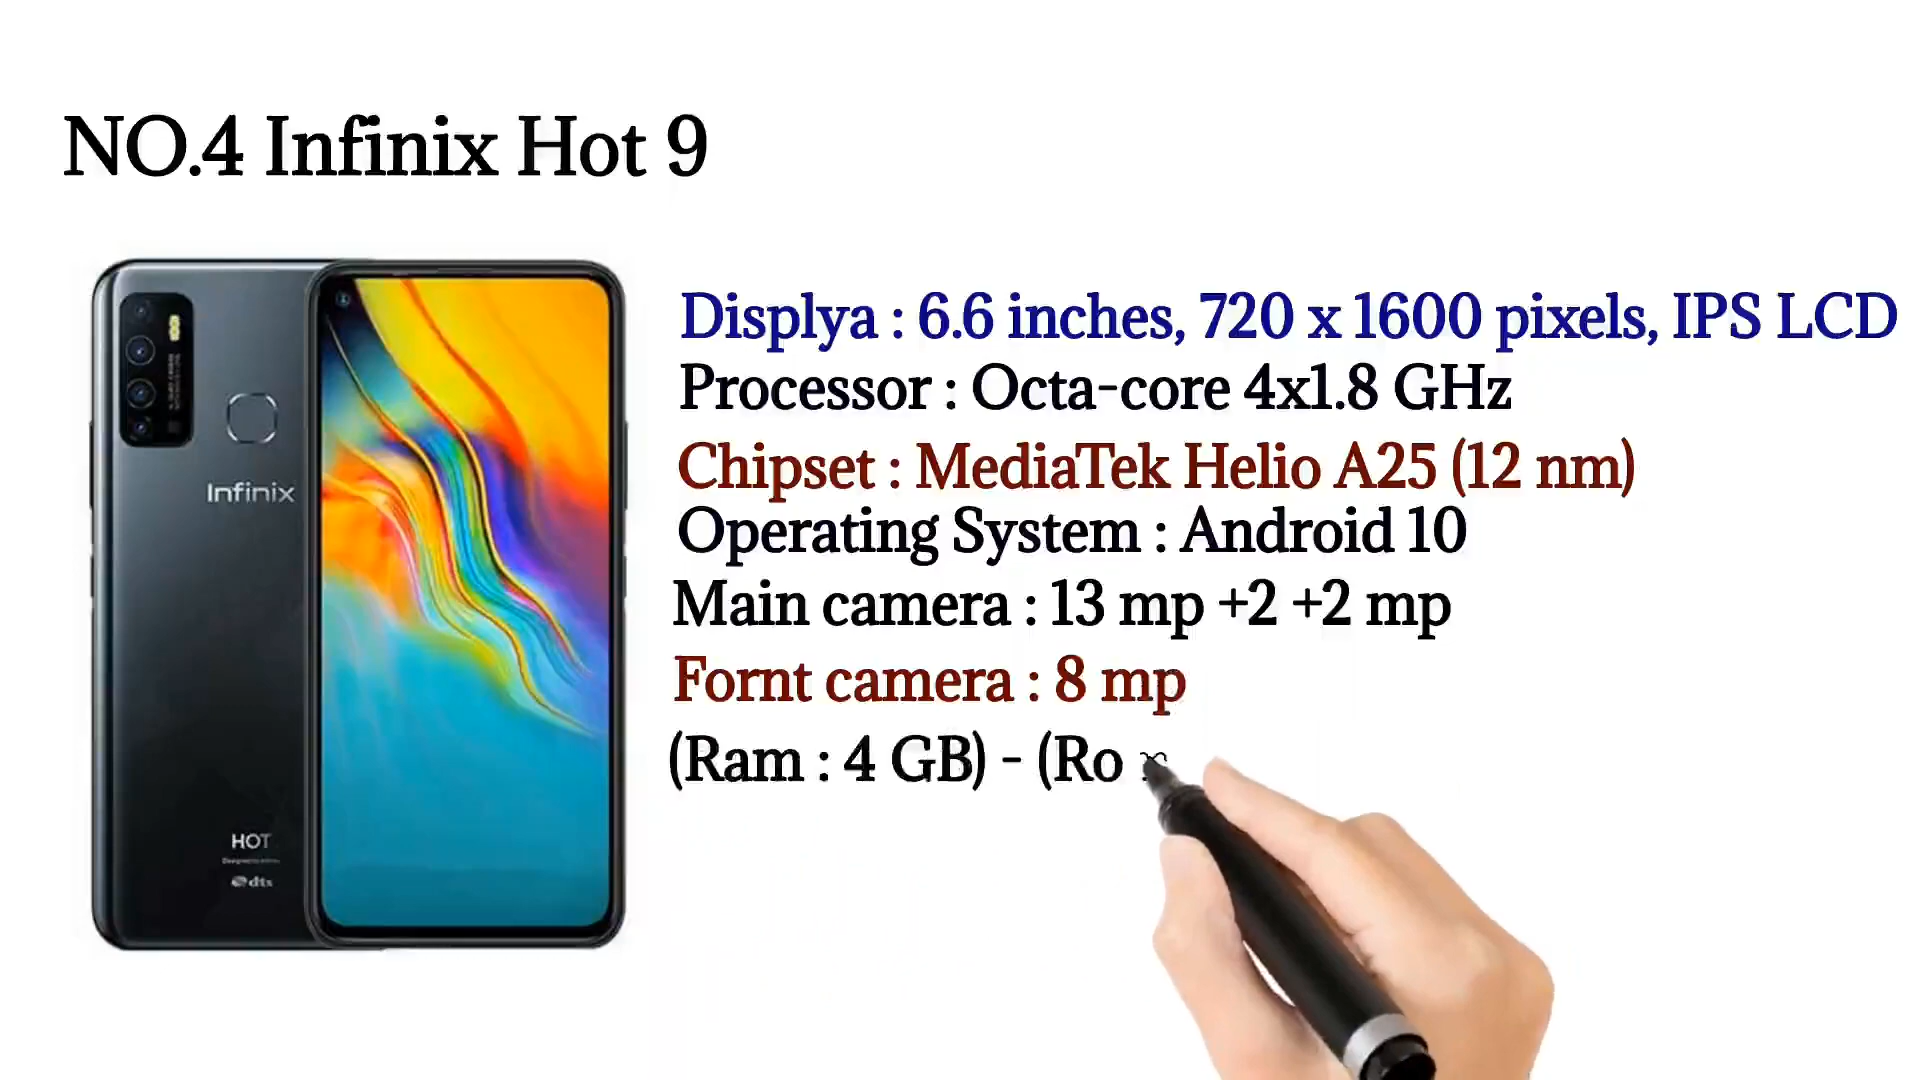 NO.4 Infinix Hot 9
Displya : 6.6 inches, 720 x 1600 pixels, IPS LCD
Processor : Octa-core 4x1.8 GHz
Chipset : MediaTek Helio A25 (12 nm)
Operating System : Android 10
Main camera : 13 mp +2 +2 mp
Fornt camera : 8 mp
(Ram : 4 GB) - (Ro
Infinix
HOT
dts